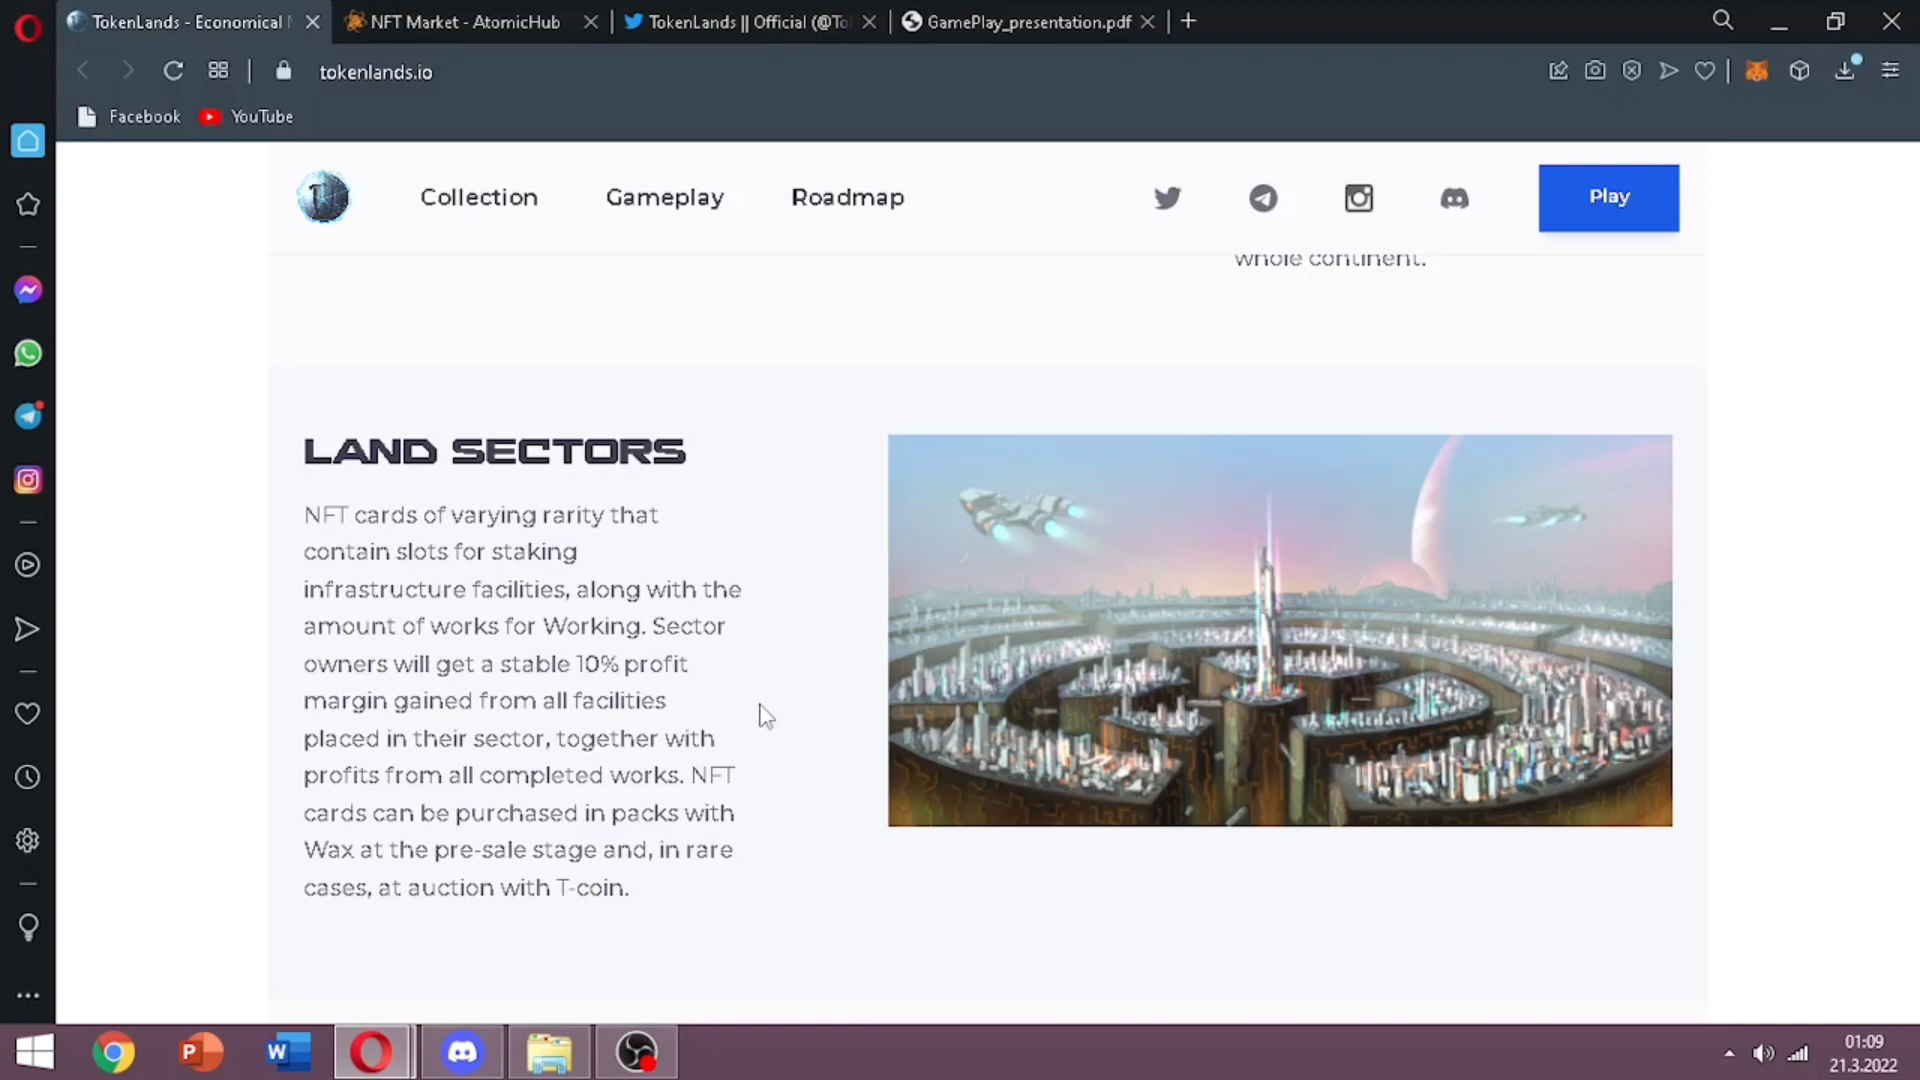 TokenLands - Economical
NFT Market - AtomicHub
TokenLands || Official (@To
GamePlay_presentation.pdf
tokenlands.io
Facebook
YouTube
Collection
Gameplay
Roadmap
Play
whole continent.
LAND SECTORS
NFT cards of varying rarity that
contain slots for staking
infrastructure facilities, along with the
amount of works for Working. Sector
owners will get a stable 10% profit
margin gained from all facilities
placed in their sector, together with
profits from all completed works. NFT
cards can be purchased in packs with
Wax at the pre-sale stage and, in rare
cases, at auction with T-coin.
01:09
21.3.2022